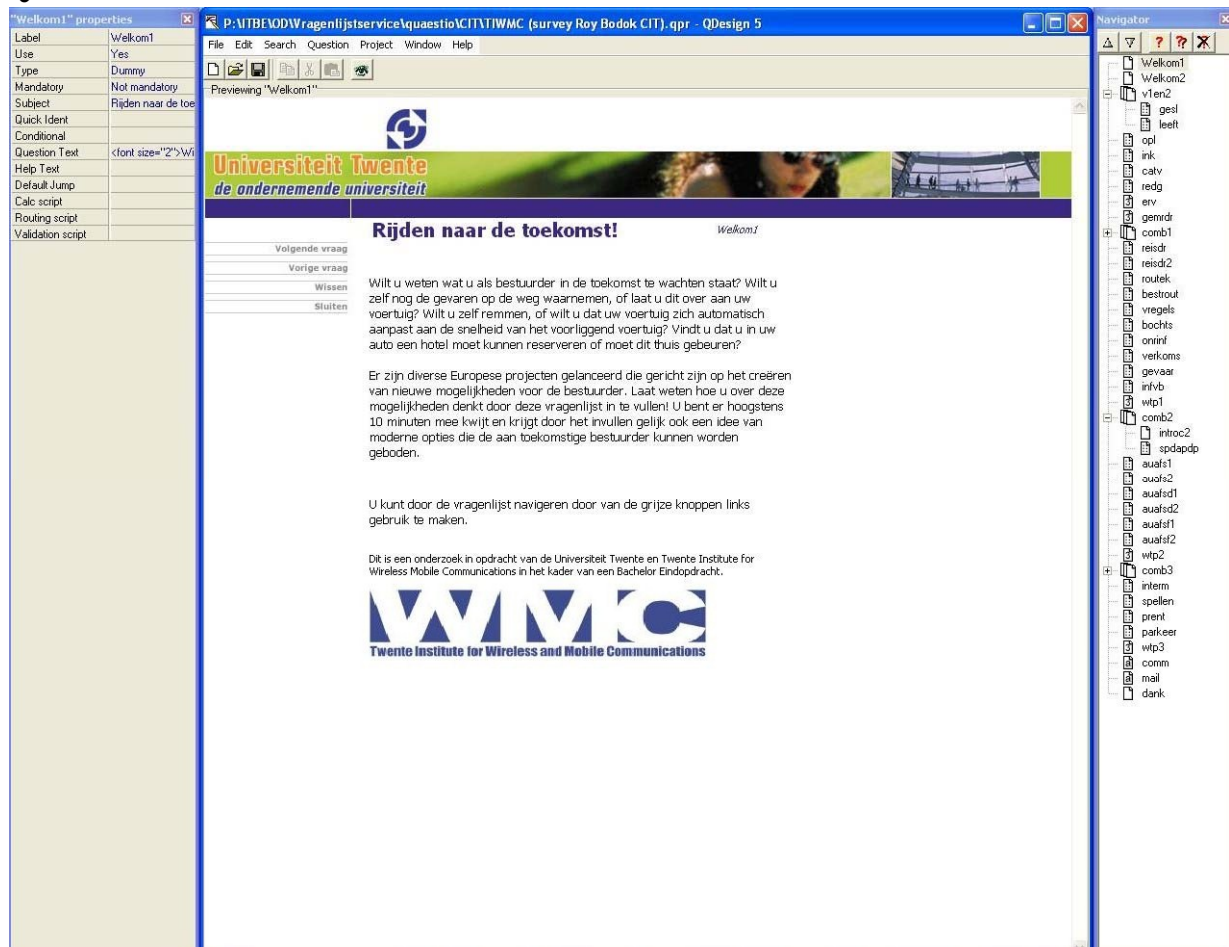 "Welkom1" properties
Label Welkom1
Use Yes
Type Dummy
Mandatory Not mandatory
Subject Rijden naar de toe
Quick Ident
Conditional
Question Text <font size="2">Wi
Help Text
Default Jump
Calc script
Routing script
Validation script
P:\ITBE\OD\Vragenlijstservice\quaestio\CIT\TIWMC (survey Roy Bodok CIT).qpr - QDesign 5
File Edit Search Question Project Window Help
Previewing "Welkom1"
Universiteit Twente
de ondernemende universiteit
Rijden naar de toekomst! Welkom1
Volgende vraag
Vorige vraag
Wissen
Sluiten
Wilt u weten wat u als bestuurder in de toekomst te wachten staat? Wilt u
zelf nog de gevaren op de weg waarnemen, of laat u dit over aan uw
voertuig? Wilt u zelf remmen, of wilt u dat uw voertuig zich automatisch
aanpast aan de snelheid van het voorliggend voertuig? Vindt u dat u in uw
auto een hotel moet kunnen reserveren of moet dit thuis gebeuren?
Er zijn diverse Europese projecten gelanceerd die gericht zijn op het creëren
van nieuwe mogelijkheden voor de bestuurder. Laat weten hoe u over deze
mogelijkheden denkt door deze vragenlijst in te vullen! U bent er hoogstens
10 minuten mee kwijt en krijgt door het invullen gelijk ook een idee van
moderne opties die de aan toekomstige bestuurder kunnen worden
geboden.
U kunt door de vragenlijst navigeren door van de grijze knoppen links
gebruik te maken.
Dit is een onderzoek in opdracht van de Universiteit Twente en Twente Institute for
Wireless Mobile Communications in het kader van een Bachelor Eindopdracht.
WMC
Twente Institute for Wireless and Mobile Communications
Navigator
Welkom1
Welkom2
v1en2
gesl
leeft
opl
ink
catv
redg
erv
gemrdr
comb1
reisdr
reisdr2
routek
bestrout
vregels
bochts
onrinf
verkoms
gevaar
infvb
wtp1
comb2
introc2
spdapdp
auafs1
auafs2
auafsd1
auafsd2
auafsf1
auafsf2
wtp2
comb3
interm
spellen
prent
parkeer
wtp3
comm
mail
dank